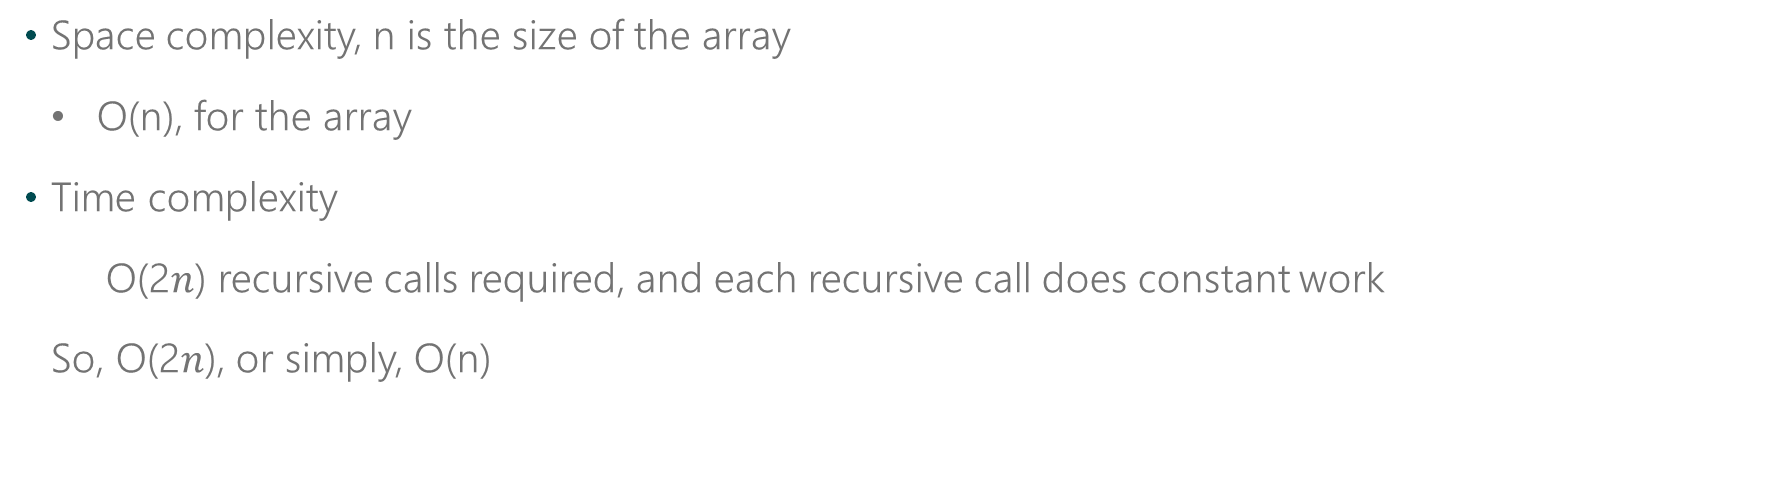 • Space complexity, n is the size of the array
• O(n), for the array
• Time complexity
O(2n) recursive calls required, and each recursive call does constant work
So, O(2n), or simply, O(n)